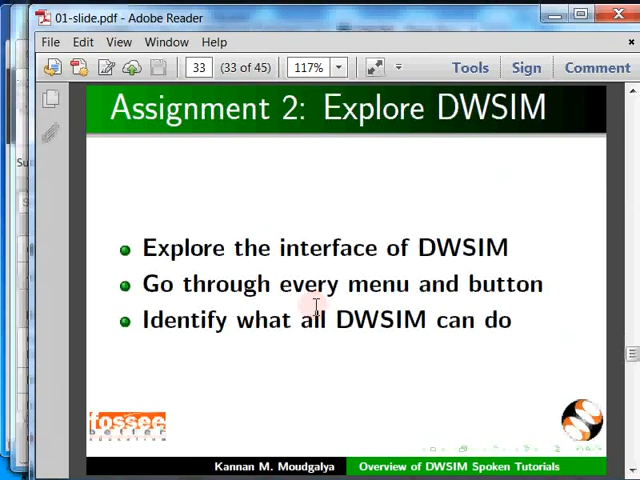 01-slide.pdf - Adobe Reader
File Edit View Window Help
33 (33 of 45) 117% Tools Sign Comment
Assignment 2: Explore DWSIM
Explore the interface of DWSIM
Go through every menu and button
Identify what all DWSIM can do
fossee
Kannan M. Moudgalya Overview of DWSIM Spoken Tutorials